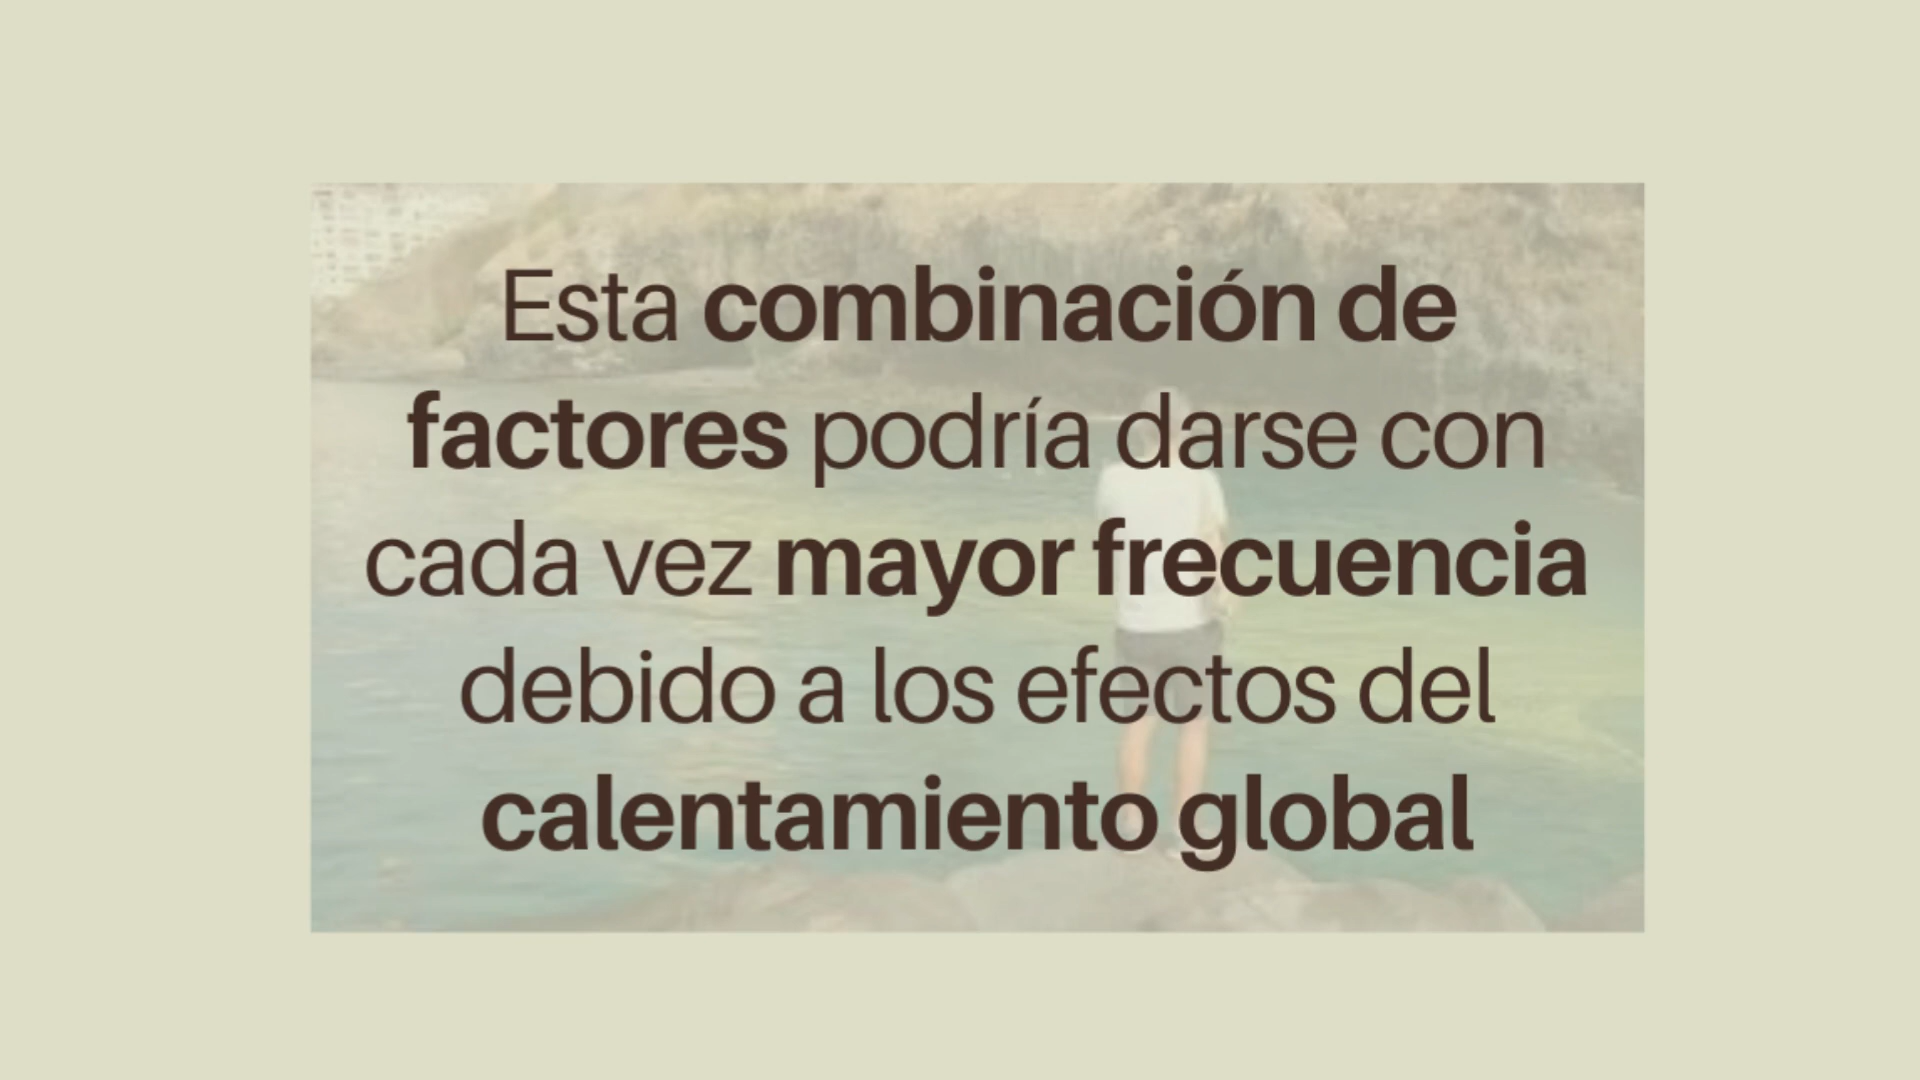 Esta combinación de
factores podría darse con
cada vez mayor frecuencia
debido a los efectos del
calentamiento global